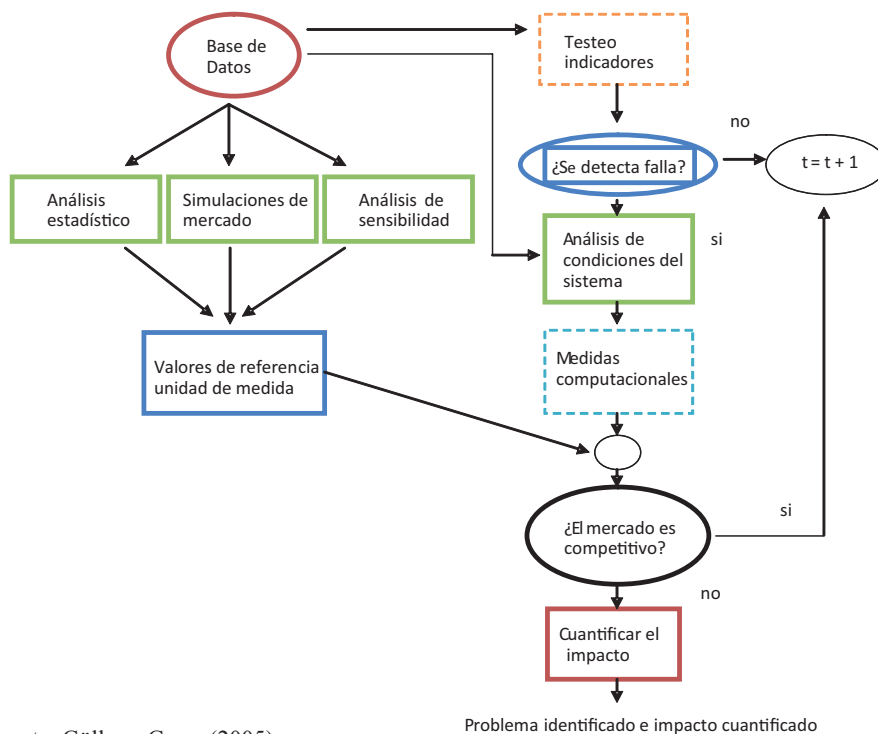 Base de
Datos
Testeo
indicadores
no
¿Se detecta falla?
t = t + 1
Análisis
estadístico
Simulaciones de
mercado
Análisis de
sensibilidad
Análisis de
condiciones del
sistema
si
Valores de referencia
unidad de medida
Medidas
computacionales
¿El mercado es
competitivo?
si
no
Cuantificar el
impacto
Problema identificado e impacto cuantificado
(2005)